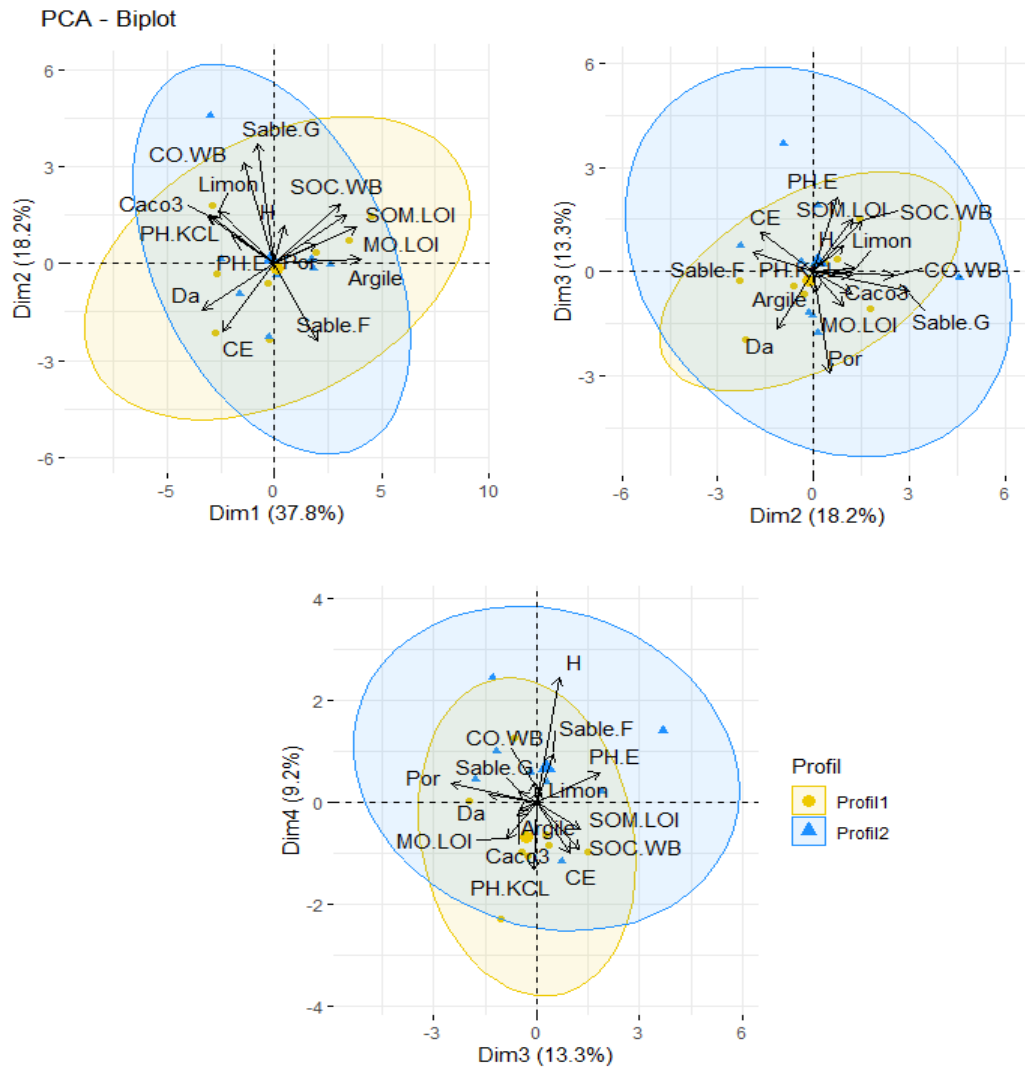 PCA - Biplot
6
3
0
-3
-6
Dim2 (18.2%)
Sable.G
CO.WB
Limon
SOC.WB
Caco3
H
SOM.LOI
PH.KCL
MO.LOI
PH.E
Por
Argile
Da
Sable.F
CE
-5
0
5
10
Dim1 (37.8%)
6
3
0
-3
Dim3 (13.9%)
PH.E
CE
SOM.LOI
SOC.WB
H
Limon
Sable.F
CO.WB
Argile
Caco3
MO.LOI
Sable.G
Da
Por
-6
-3
0
3
6
Dim2 (18.2%)
4
2
0
-2
-4
Dim4 (9.2%)
H
Sable.F
CO.WB
PH.E
Sable.G
Por
Limon
Da
SOM.LOI
Argile
MO.LOI
SOC.WB
Caco3
CE
PH.KCL
-3
0
3
6
Dim3 (13.3%)
Profil
Profil1
Profil2